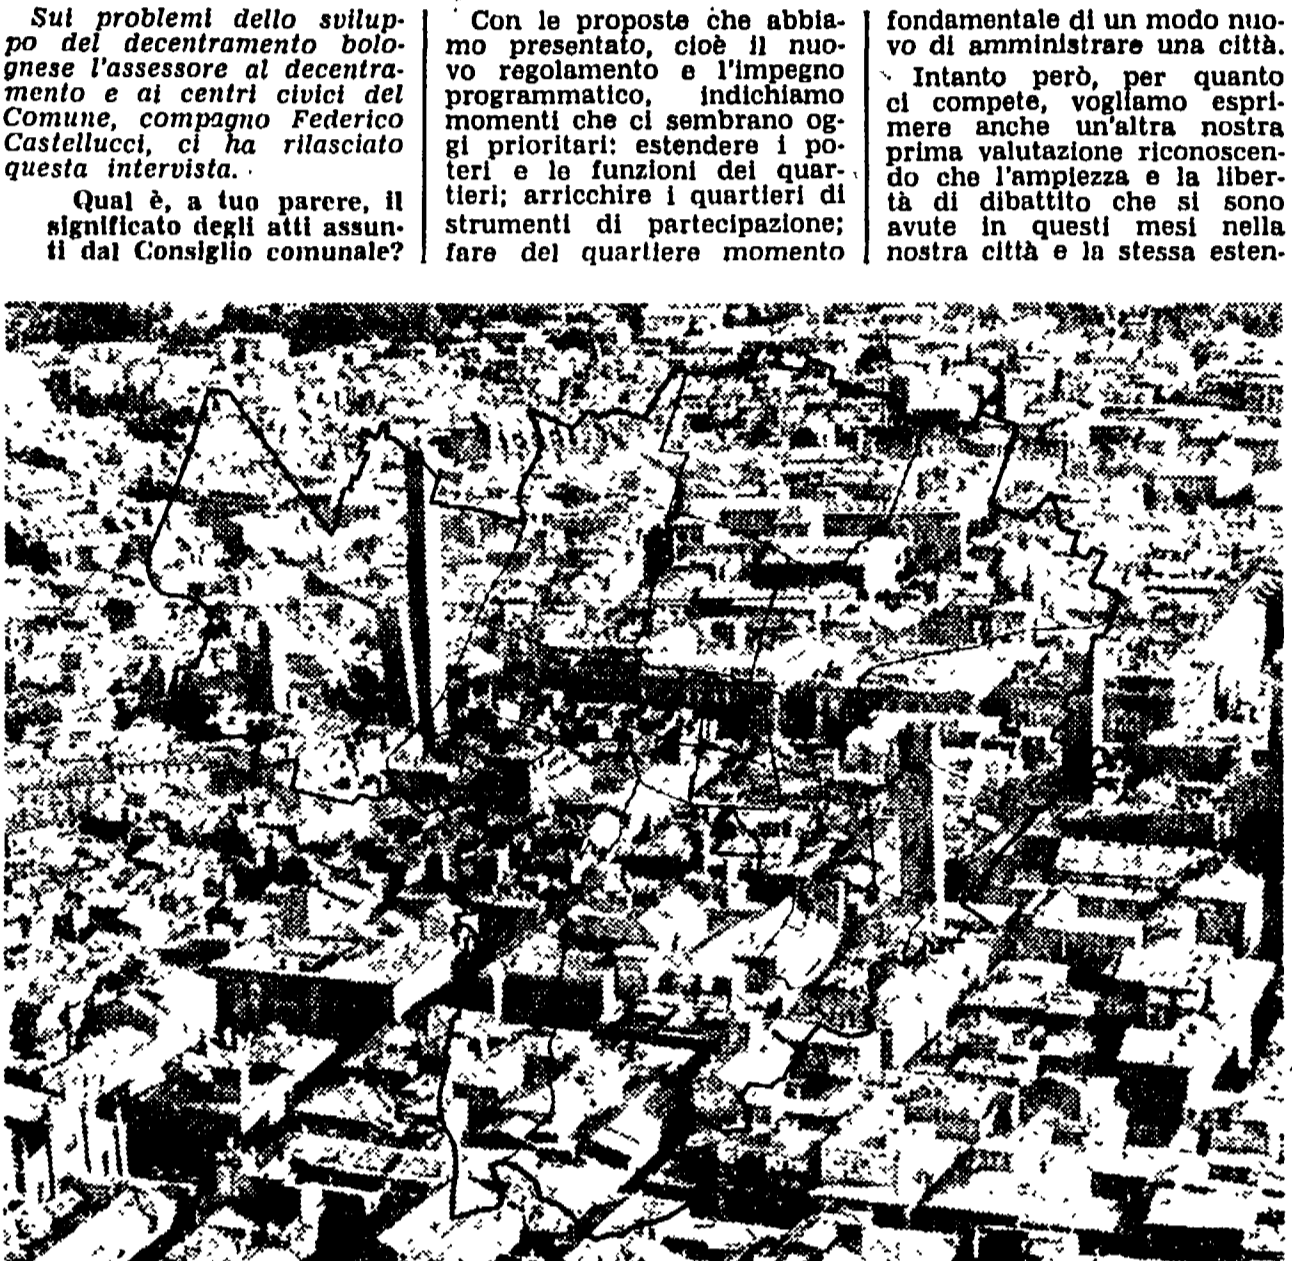 Sui problemi dello svilup-
po del decentramento bolo-
gnese l'assessore al decentra-
mento e ai centri civici del
Comune, compagno Federico
Castellucci, ci ha rilasciato
questa intervista.
Qual è, a tuo parere, il
significato degli atti assun-
ti dal Consiglio comunale?
Con le proposte che abbia-
mo presentato, cioè il nuo-
vo regolamento e l'impegno
programmatico, indichiamo
momenti che ci sembrano og-
gi prioritari: estendere i po-
teri e le funzioni dei quar-
tieri; arricchire i quartieri di
strumenti di partecipazione;
fare del quartiere momento
fondamentale di un modo nuo-
vo di amministrare una città.
Intanto però, per quanto
ci compete, vogliamo espri-
mere anche un'altra nostra
prima valutazione riconoscen-
do che l'ampiezza e la liber-
tà di dibattito che si sono
avute in questi mesi nella
nostra città e la stessa esten-